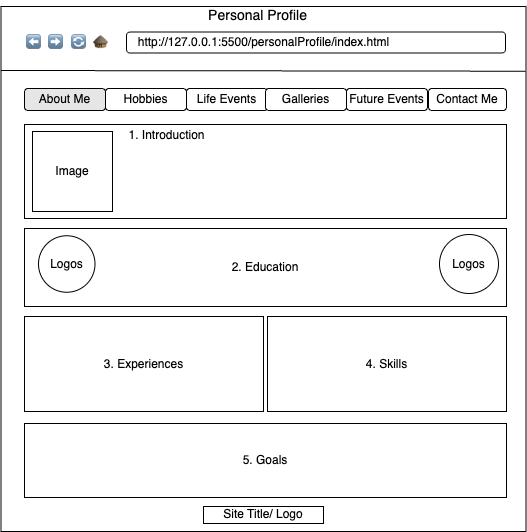 Personal Profile
http://127.0.0.1:5500/personalProfile/index.html
About Me
Hobbies
Life Events
Galleries
Future Events
Contact Me
1. Introduction
Image
Logos
2. Education
Logos
3. Experiences
4. Skills
5. Goals
Site Title/ Logo